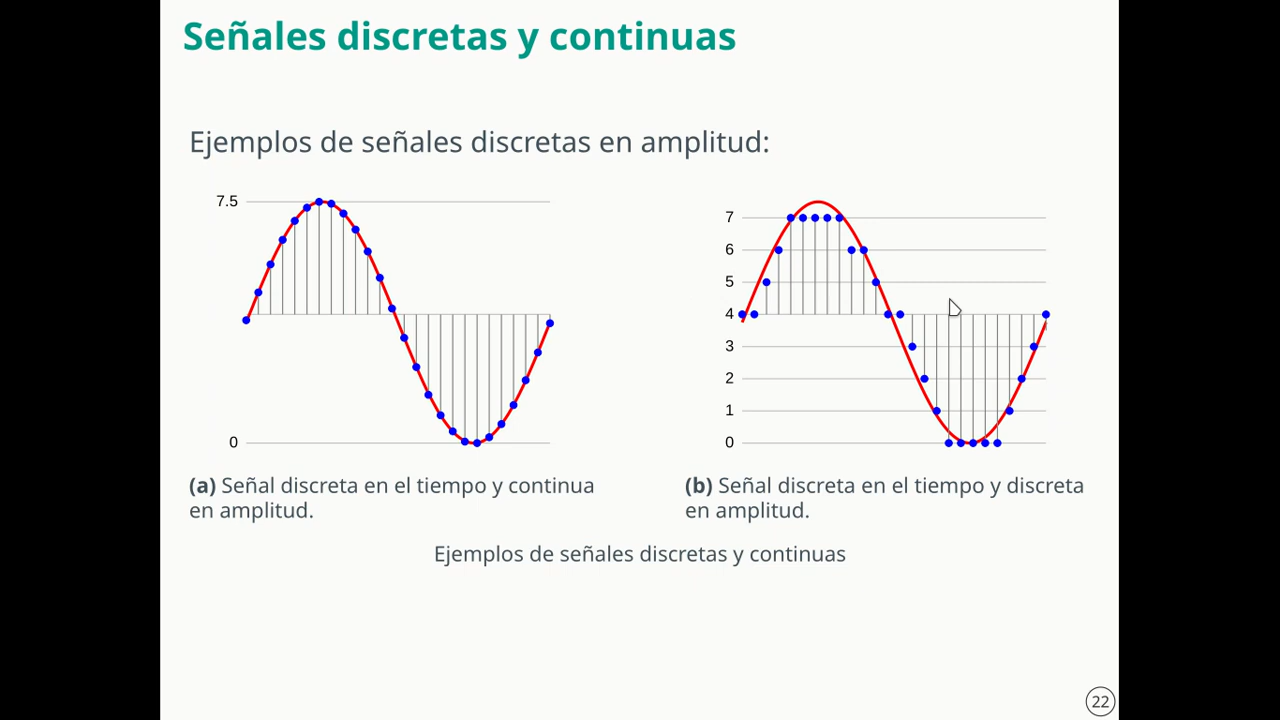 Señales discretas y continuas
Ejemplos de señales discretas en amplitud:
7.5
0
7
6
5
4
3
2
1
0
(a) Señal discreta en el tiempo y continua
en amplitud.
(b) Señal discreta en el tiempo y discreta
en amplitud.
Ejemplos de señales discretas y continuas
22